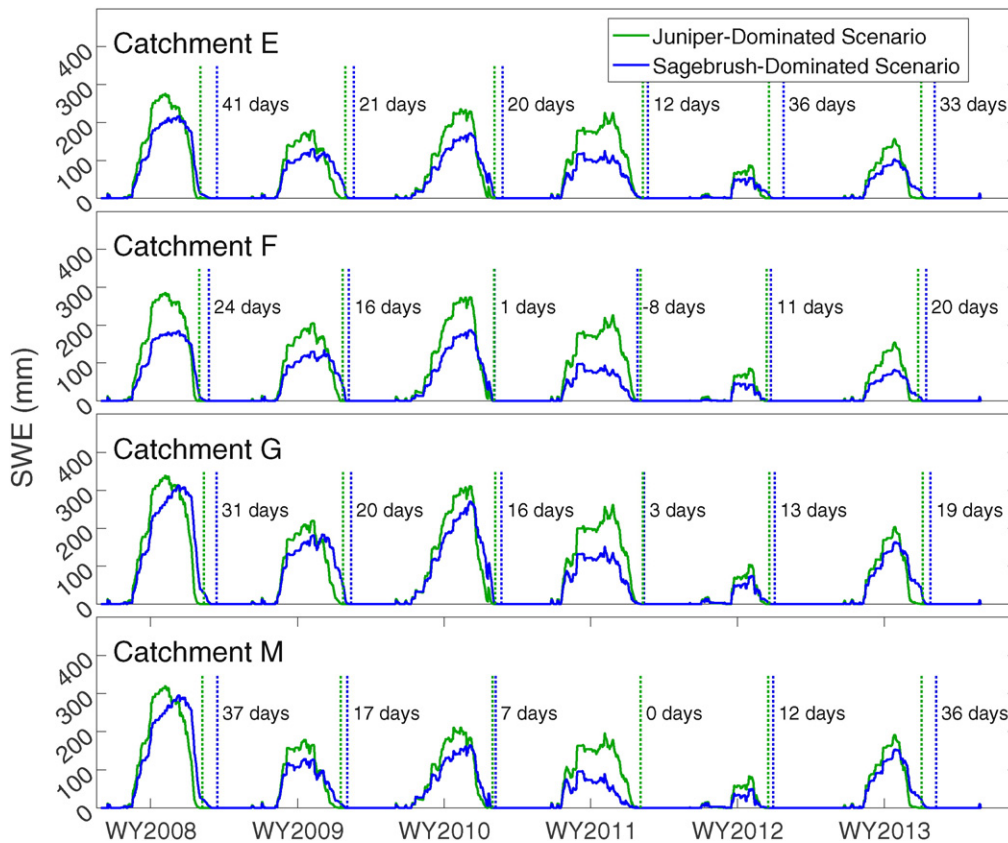 SWE (mm)
Juniper-Dominated Scenario
Sagebrush-Dominated Scenario
Catchment E
400
300
200
100
0
41 days 21 days 20 days 12 days 36 days 33 days
Catchment F
400
300
200
100
0
24 days 16 days 1 days -8 days 11 days 20 days
Catchment G
400
300
200
100
0
31 days 20 days 16 days 3 days 13 days 19 days
Catchment M
400
300
200
100
0
37 days 17 days 7 days 0 days 12 days 36 days
WY2008 WY2009 WY2010 WY2011 WY2012 WY2013